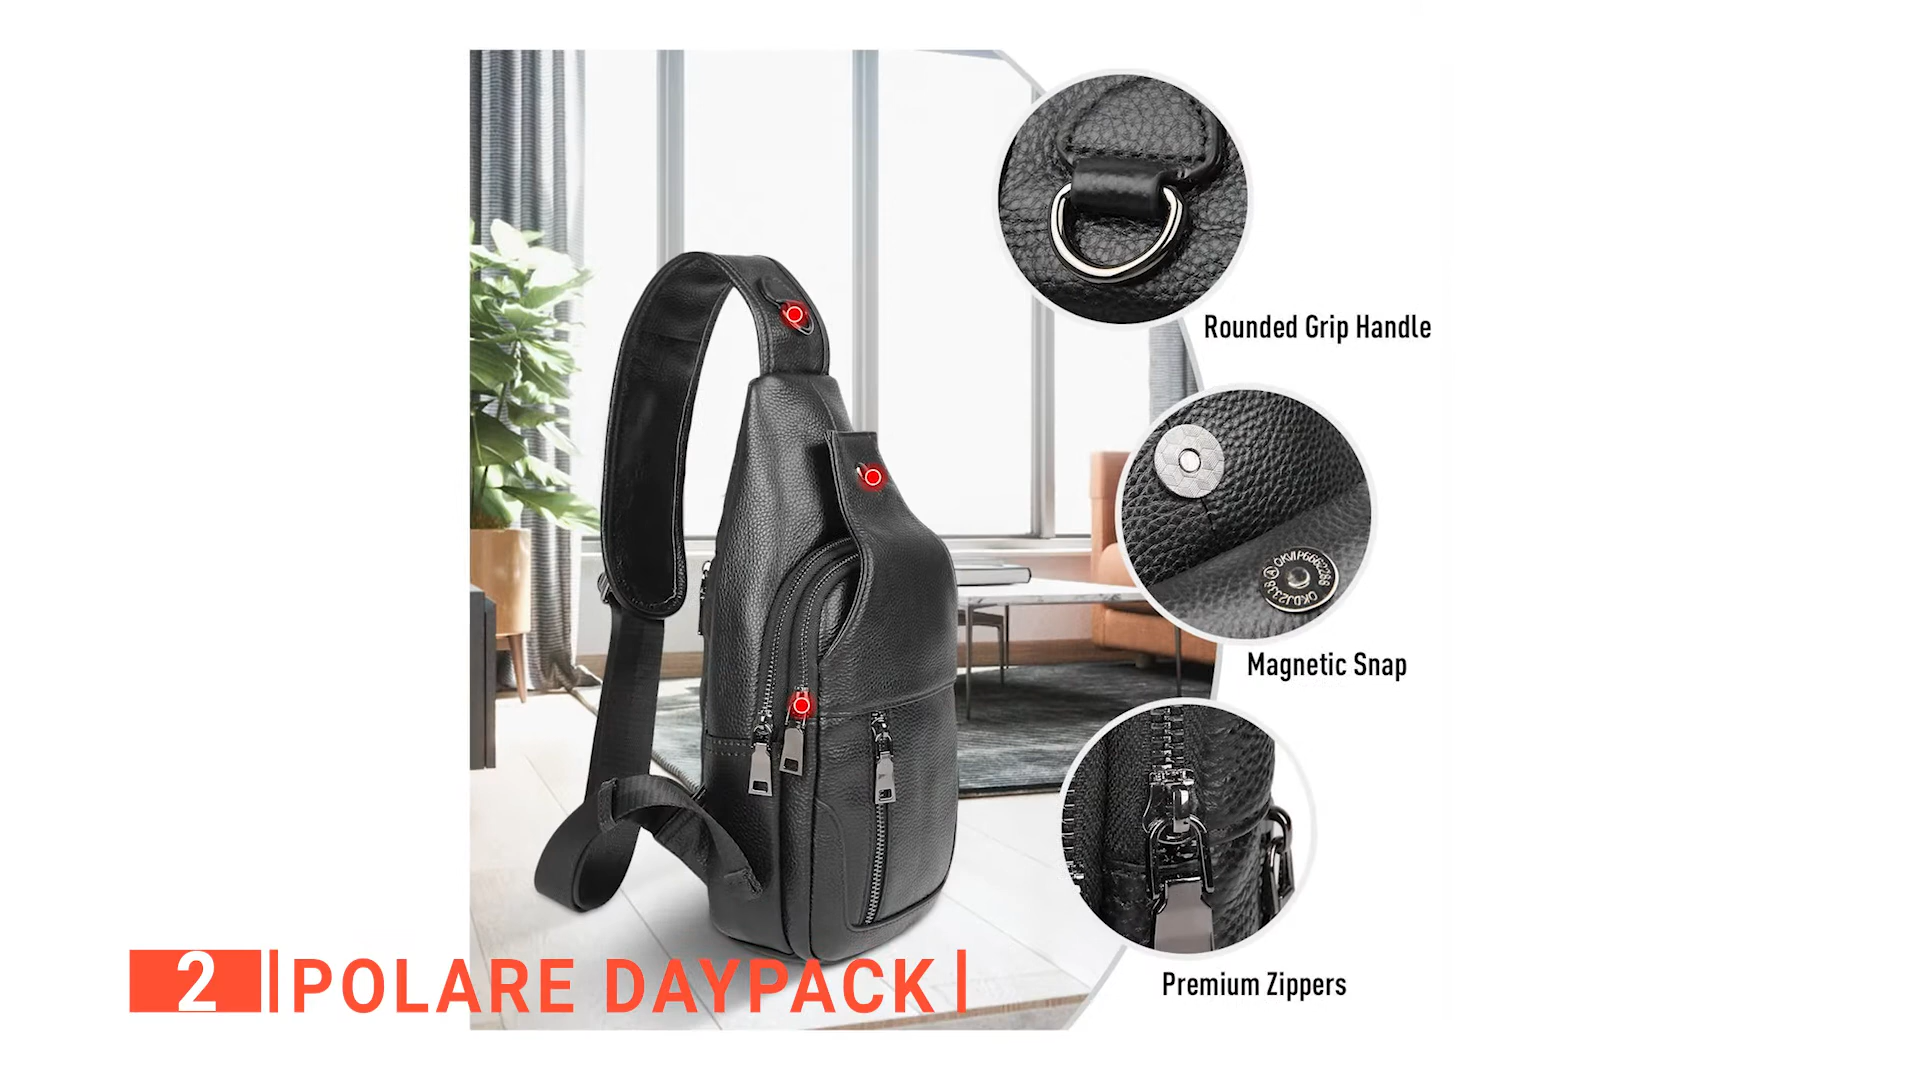 Rounded Grip Handle
Magnetic Snap
Premium Zippers
2 POLARE DAYPACK